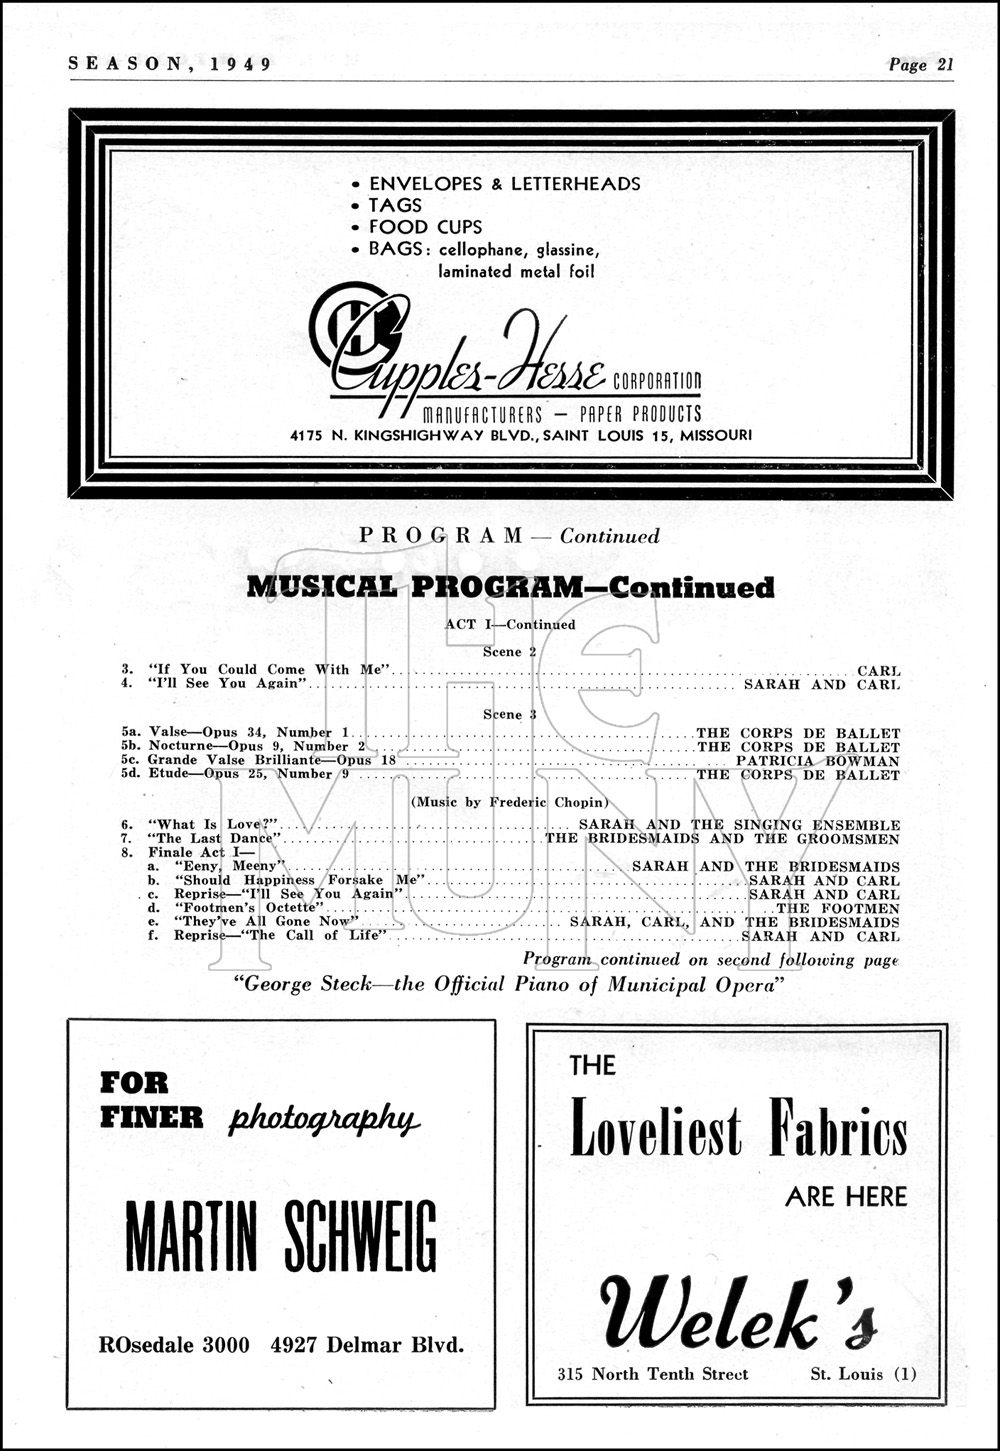 SEASON, 1949 Page 21
• ENVELOPES & LETTERHEADS
• TAGS
• FOOD CUPS
• BAGS: cellophane, glassine,
laminated metal foil
CH
Cupples-Hesse CORPORATION
MANUFACTURERS — PAPER PRODUCTS
4175 N. KINGSHIGHWAY BLVD., SAINT LOUIS 15, MISSOURI
PROGRAM — Continued
MUSICAL PROGRAM—Continued
ACT I—Continued
Scene 2
3. “If You Could Come With Me” CARL
4. “I’ll See You Again” SARAH AND CARL
Scene 3
5a. Valse—Opus 34, Number 1 THE CORPS DE BALLET
5b. Nocturne—Opus 9, Number 2 THE CORPS DE BALLET
5c. Grande Valse Brilliante—Opus 18 PATRICIA BOWMAN
5d. Etude—Opus 25, Number 9 THE CORPS DE BALLET
(Music by Frederic Chopin)
6. “What Is Love?” SARAH AND THE SINGING ENSEMBLE
7. “The Last Dance” THE BRIDESMAIDS AND THE GROOMSMEN
8. Finale Act I—
a. “Eeny, Meeny” SARAH AND THE BRIDESMAIDS
b. “Should Happiness Forsake Me” SARAH AND CARL
c. Reprise—“I’ll See You Again” SARAH AND CARL
d. “Footmen’s Octette” THE FOOTMEN
e. “They’ve All Gone Now” SARAH, CARL, AND THE BRIDESMAIDS
f. Reprise—“The Call of Life” SARAH AND CARL
Program continued on second following page
“George Steck—the Official Piano of Municipal Opera”
THE
MUNY
FOR
FINER photography
MARTIN SCHWEIG
ROsedale 3000 4927 Delmar Blvd.
THE
Loveliest Fabrics
ARE HERE
Welek’s
315 North Tenth Street St. Louis (1)